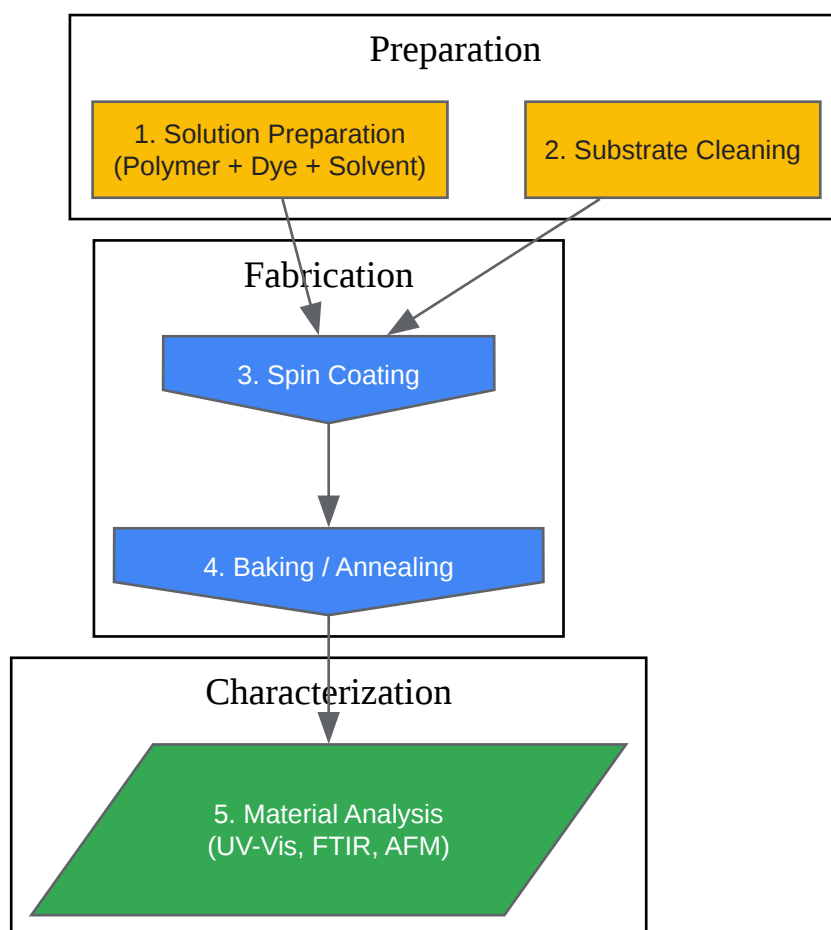 Preparation
1. Solution Preparation
(Polymer + Dye + Solvent)
2. Substrate Cleaning
Fabrication
3. Spin Coating
4. Baking / Annealing
Characterization
5. Material Analysis
(UV-Vis, FTIR, AFM)